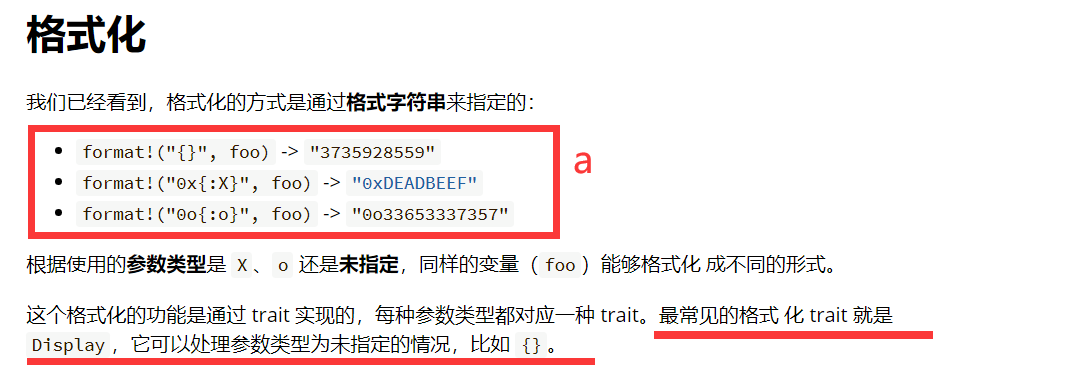 格式化
我们已经看到，格式化的方式是通过格式字符串来指定的：
format!("{}", foo) -> "3735928559"
a
format!("0x{:X}", foo) -> "0xDEADBEEF"
format!("0o{:o}", foo) -> "0o33653337357"
根据使用的参数类型是 X 、 o 还是未指定，同样的变量（ foo ）能够格式化 成不同的形式。
这个格式化的功能是通过 trait 实现的，每种参数类型都对应一种 trait。最常见的格式 化 trait 就是
Display ，它可以处理参数类型为未指定的情况，比如 {} 。